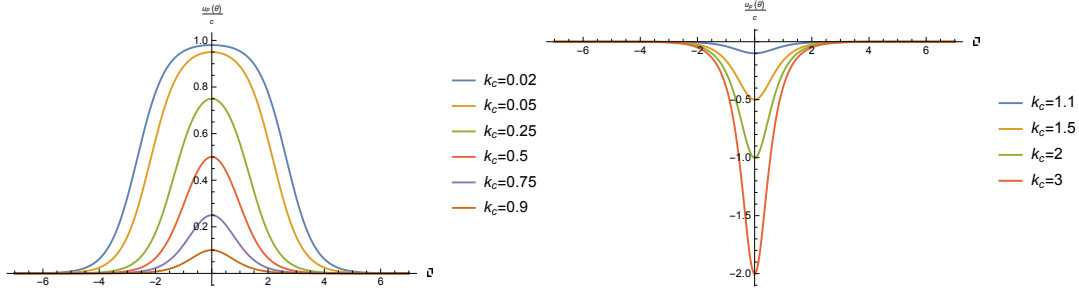 u_p(θ)
c
1.0
0.8
0.6
0.4
0.2
-6 -4 -2 0 2 4 6
k_c=0.02
k_c=0.05
k_c=0.25
k_c=0.5
k_c=0.75
k_c=0.9
u_p(θ)
c
-6 -4 -2 2 4 6
-0.5
-1.0
-1.5
-2.0
k_c=1.1
k_c=1.5
k_c=2
k_c=3